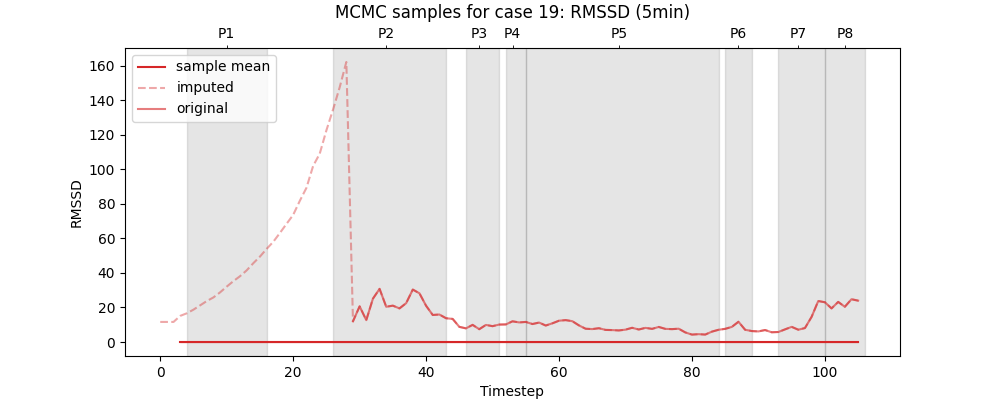 MCMC samples for case 19: RMSSD (5min)
P1 P2 P3 P4 P5 P6 P7 P8
sample mean
imputed
original
160
140
120
100
80
60
40
20
0
RMSSD
0 20 40 60 80 100
Timestep